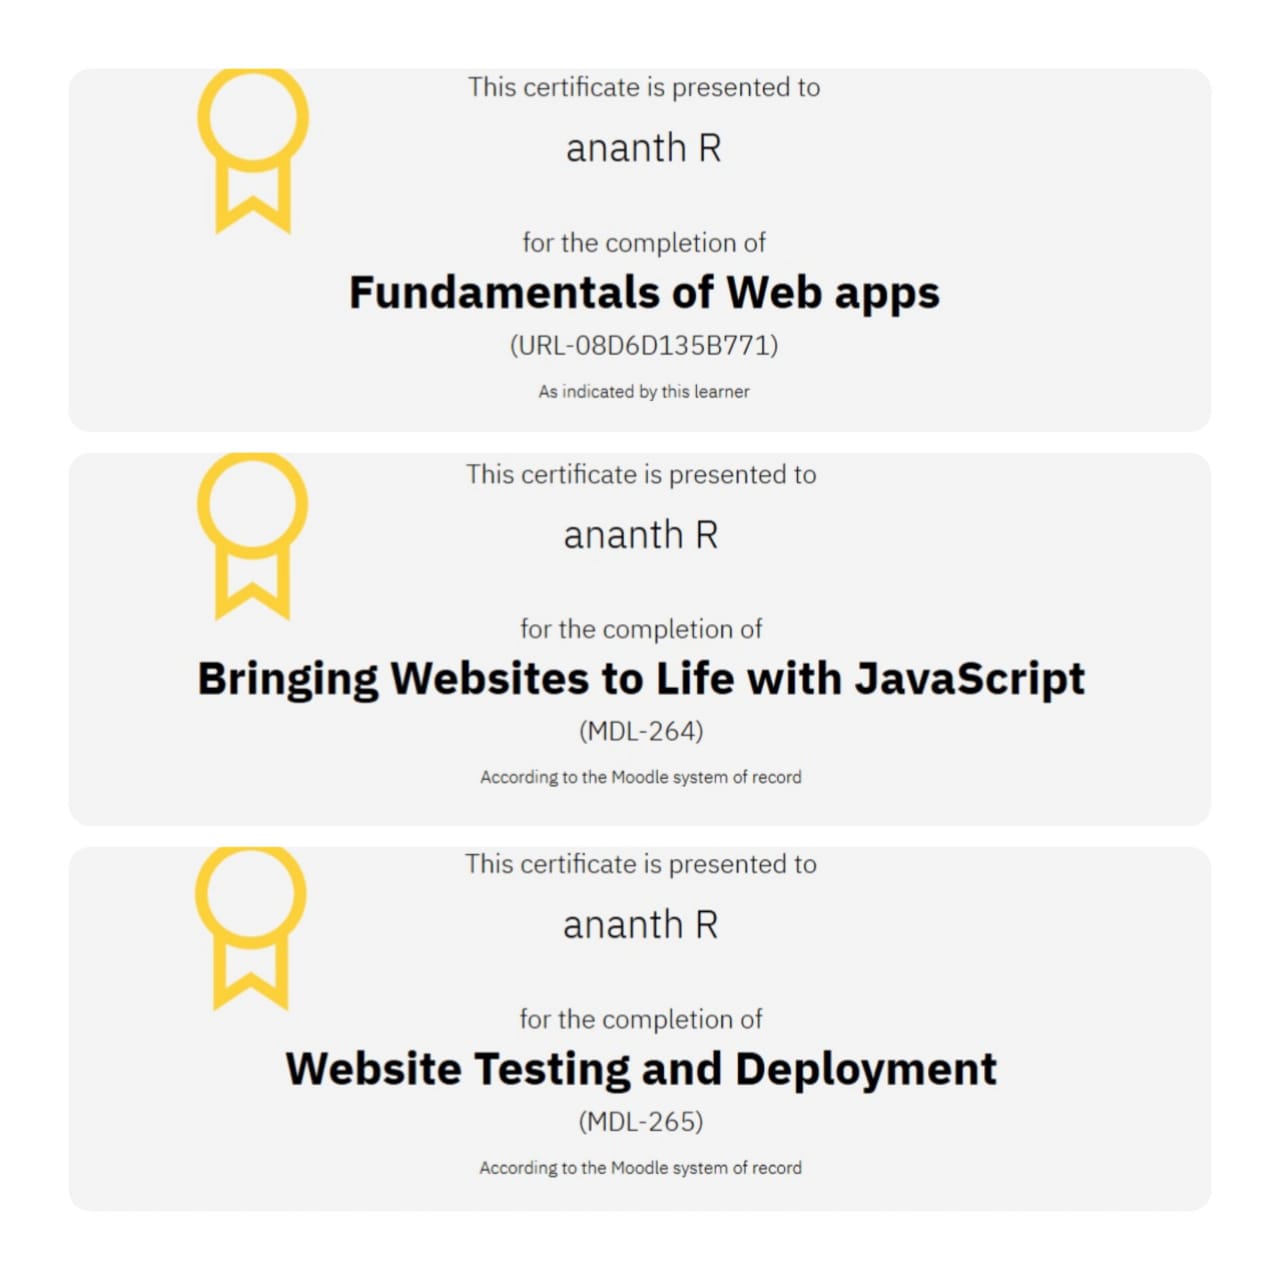 This certificate is presented to
ananth R
for the completion of
Fundamentals of Web apps
(URL-08D6D135B771)
As indicated by this learner
This certificate is presented to
ananth R
for the completion of
Bringing Websites to Life with JavaScript
(MDL-264)
According to the Moodle system of record
This certificate is presented to
ananth R
for the completion of
Website Testing and Deployment
(MDL-265)
According to the Moodle system of record